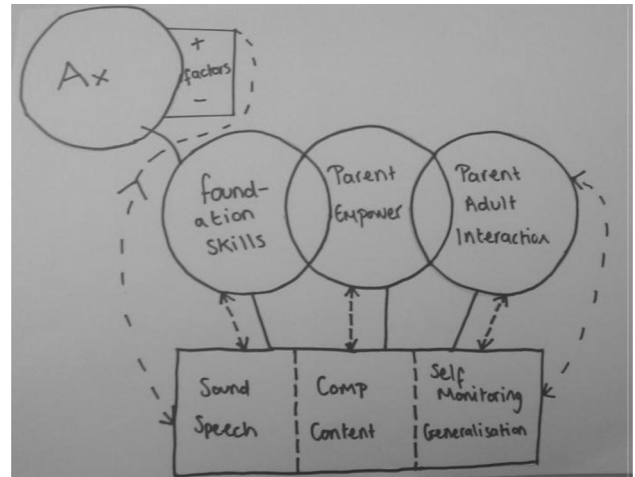 Ax
+
factors
-
found-
ation
Skills
Parent
Empower
Parent
Adult
Interaction
Sound
Speech
Comp
Content
Self
Monitoring
Generalisation